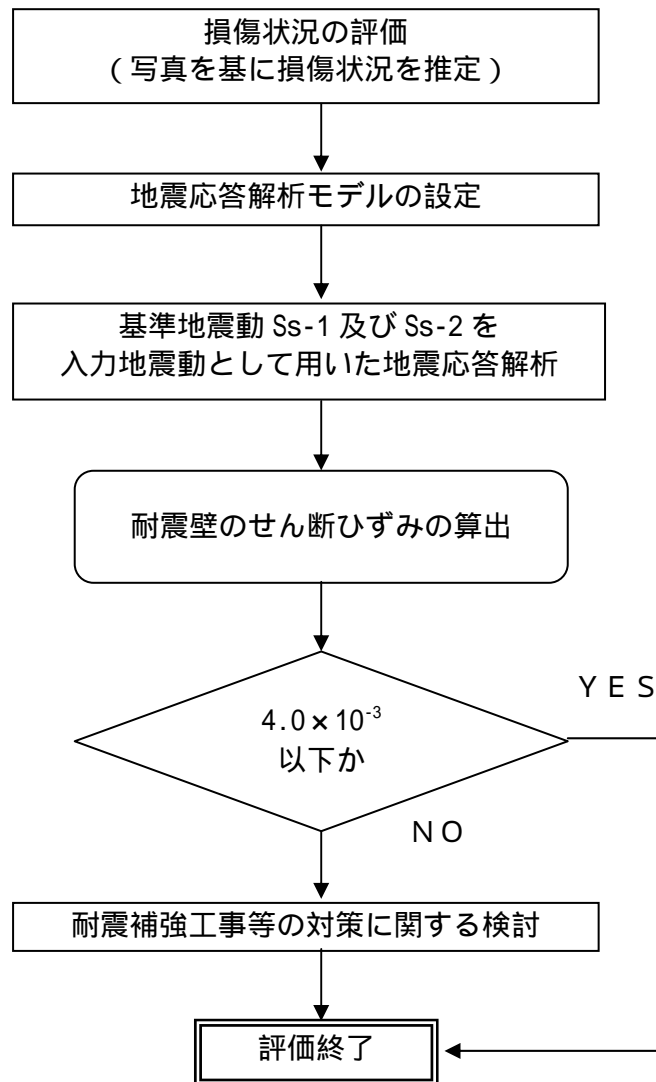 損傷状況の評価
(写真を基に損傷状況を推定)
地震応答解析モデルの設定
基準地震動 Ss-1 及び Ss-2 を
入力地震動として用いた地震応答解析
耐震壁のせん断ひずみの算出
4.0×10⁻³
以下か
ＹＥＳ
ＮＯ
耐震補強工事等の対策に関する検討
評価終了